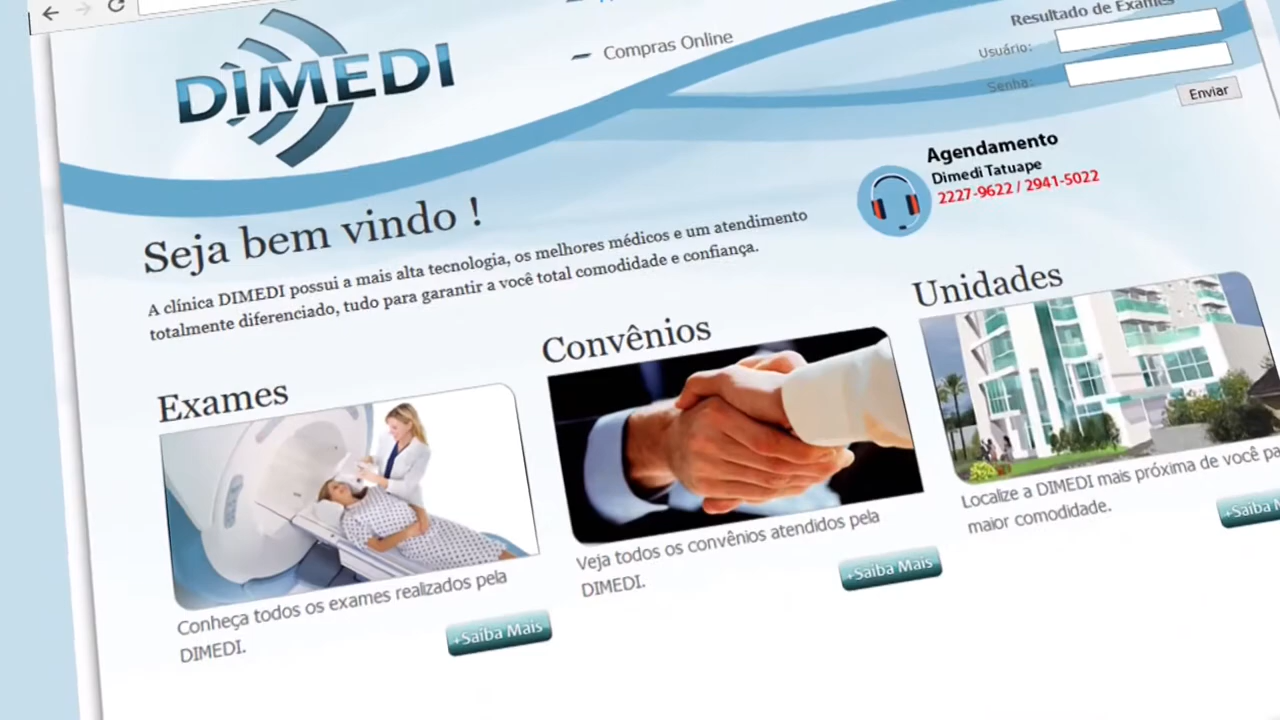 DIMEDI
Compras Online
Resultado de Exames
Usuário:
Senha:
Enviar
Agendamento
Dimedi Tatuape
2227-9622 / 2941-5022
Seja bem vindo !
A clínica DIMEDI possui a mais alta tecnologia, os melhores médicos e um atendimento
totalmente diferenciado, tudo para garantir a você total comodidade e confiança.
Exames
Conheça todos os exames realizados pela
DIMEDI.
+Saiba Mais
Convênios
Veja todos os convênios atendidos pela
DIMEDI.
+Saiba Mais
Unidades
Localize a DIMEDI mais próxima de você pa
maior comodidade.
+Saiba M